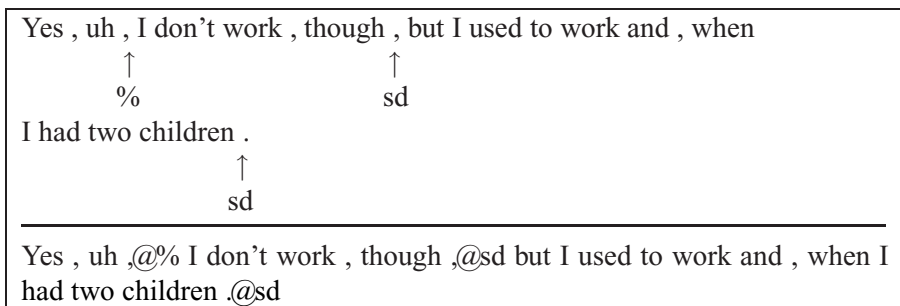 Yes , uh , I don’t work , though , but I used to work and , when
↑ ↑
% sd
I had two children .
↑
sd
Yes , uh ,@% I don’t work , though ,@sd but I used to work and , when I
had two children .@sd